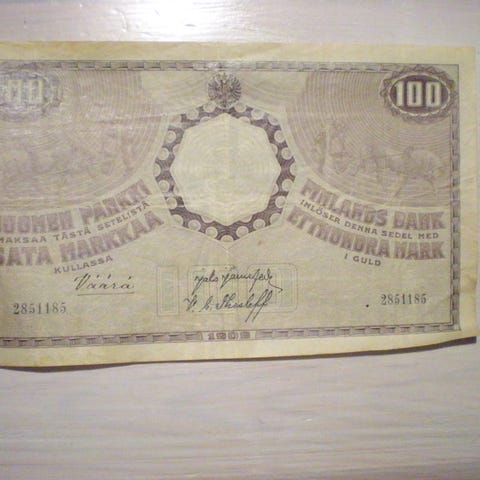 100
SUOMEN PANKKI
MAKSAA TÄSTÄ SETELISTÄ
SATA MARKKAA
KULLASSA
Väärä
2851185
100
FINLANDS BANK
INLÖSER DENNA SEDEL MED
ETTHUNDRA MARK
I GULD
2851185
1909